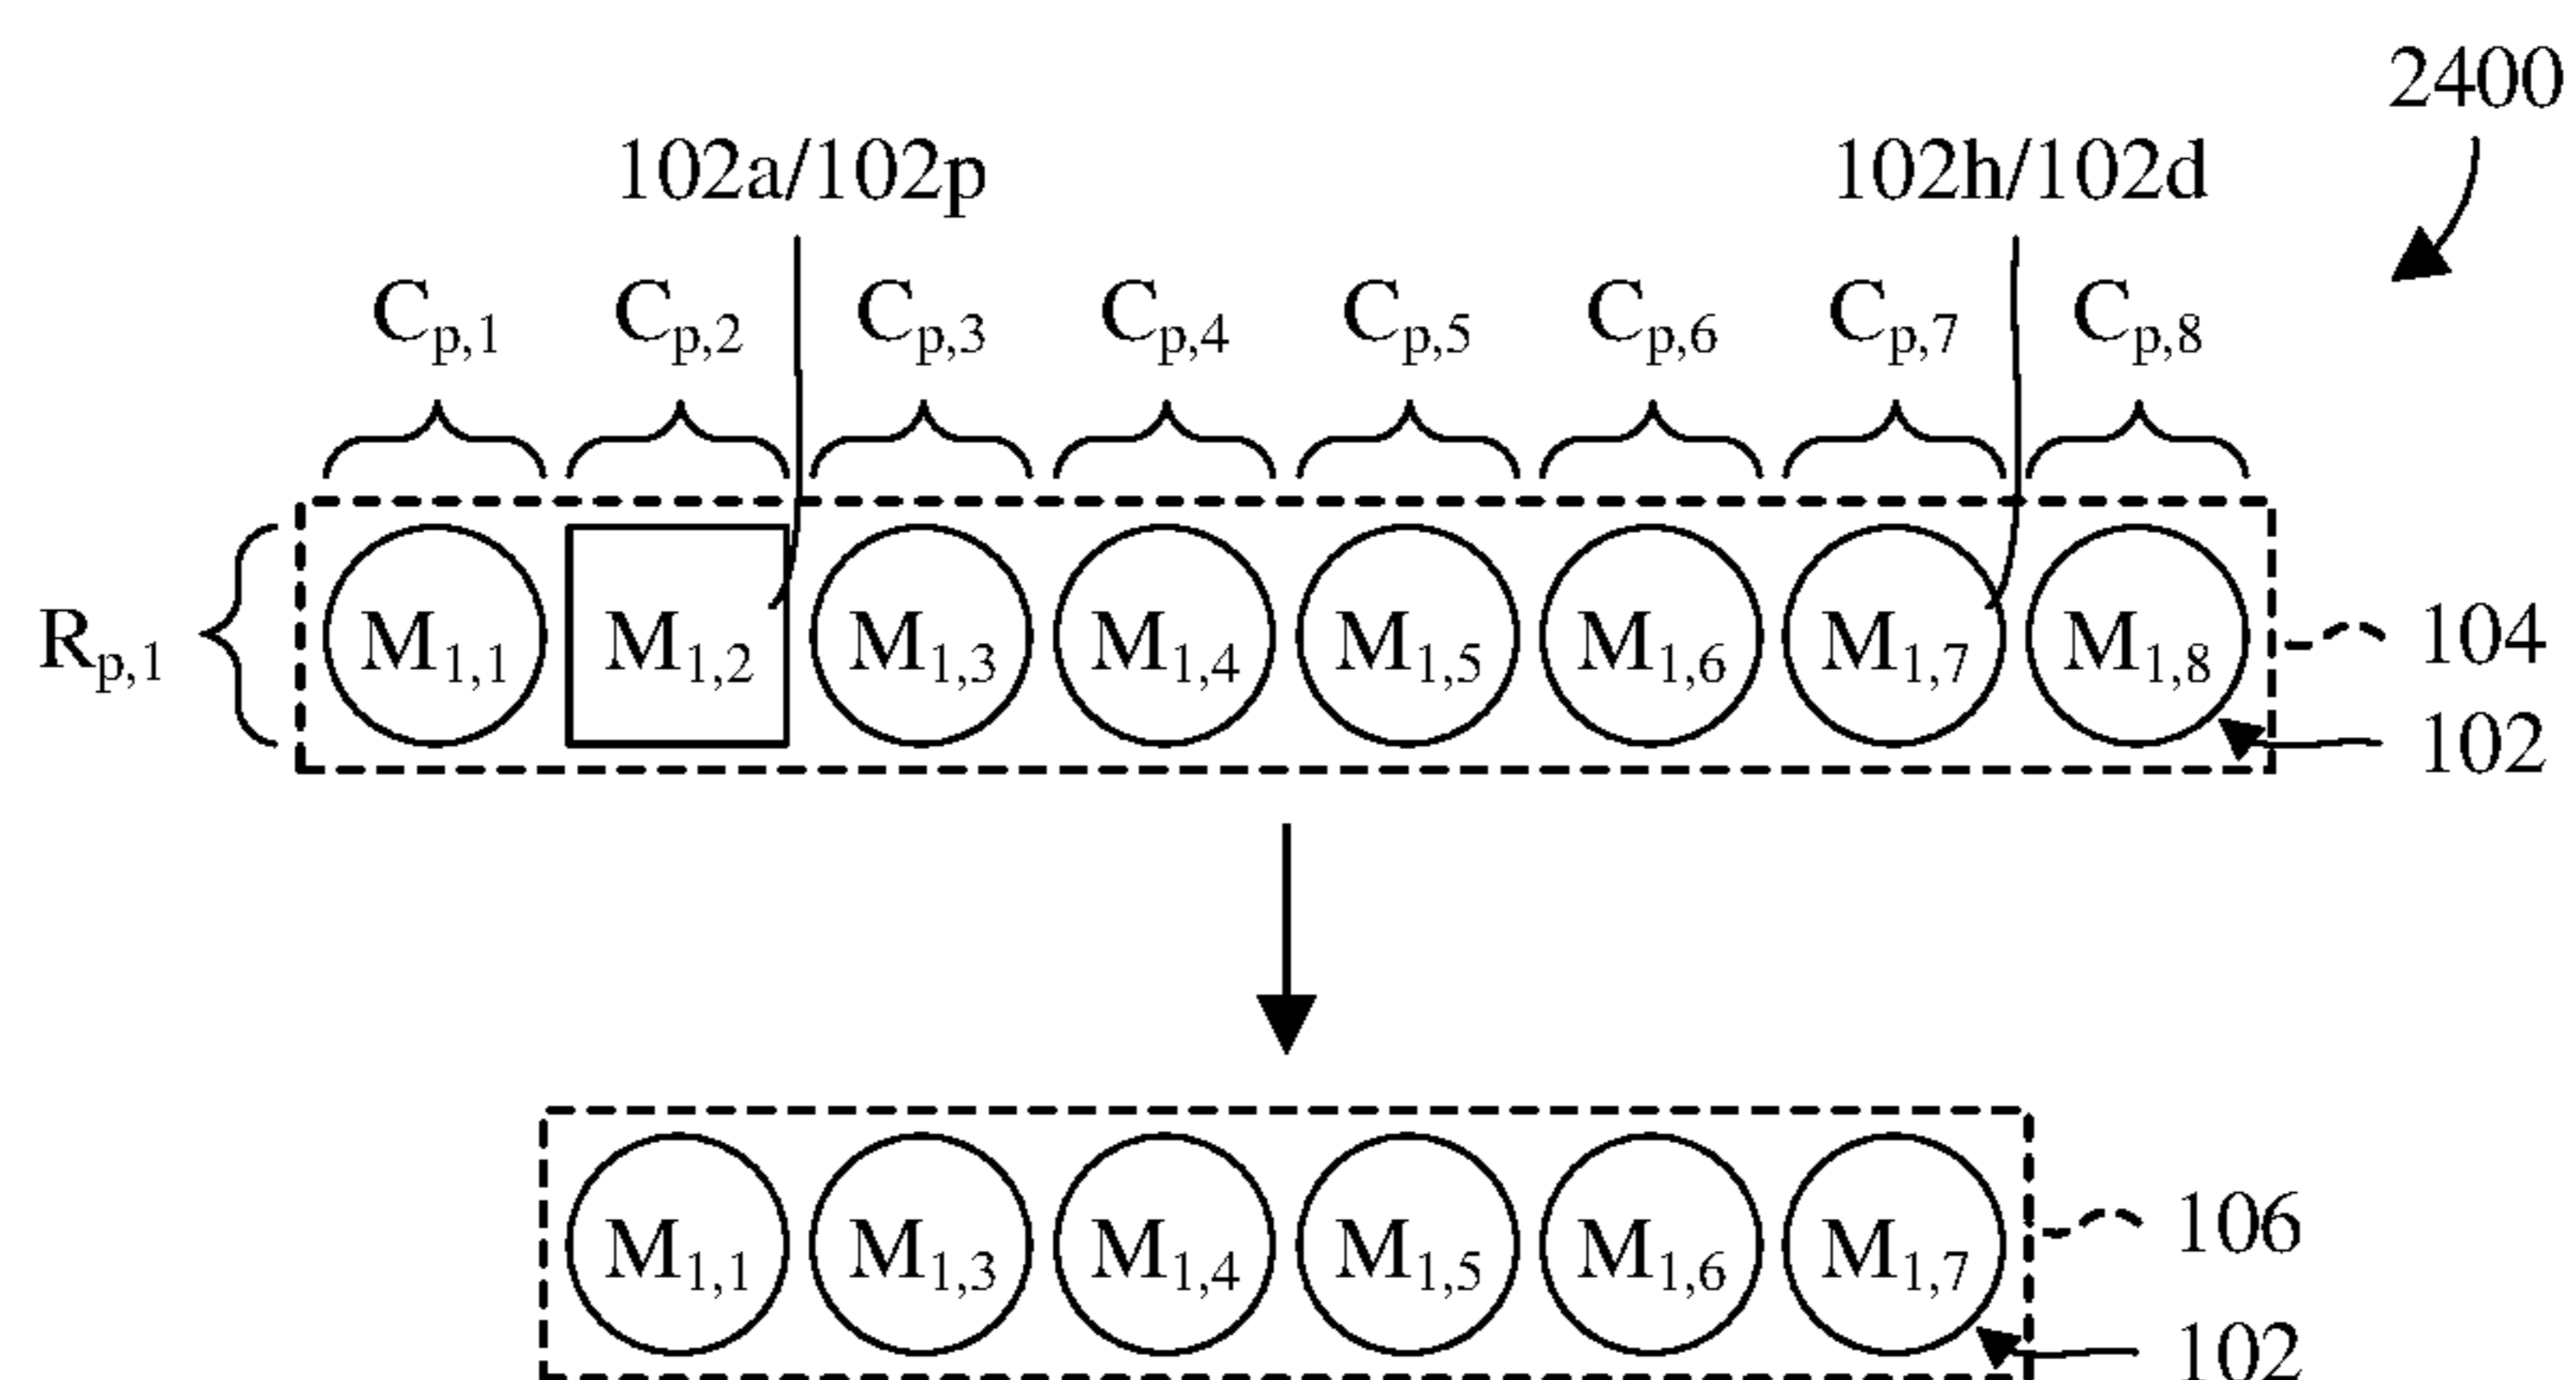 2400
102a/102p 102h/102d
Cp,1 Cp,2 Cp,3 Cp,4 Cp,5 Cp,6 Cp,7 Cp,8
Rp,1 M1,1 M1,2 M1,3 M1,4 M1,5 M1,6 M1,7 M1,8 104
102
M1,1 M1,3 M1,4 M1,5 M1,6 M1,7 106
102